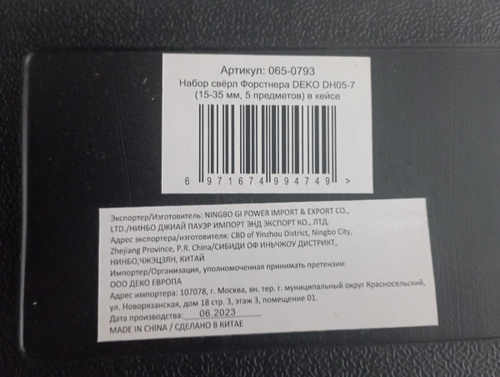 Артикул: 065-0793
Набор свёрл Форстнера DEKO DH05-7
(15-35 мм, 5 предметов) в кейсе
6 971674 994749 >
Экспортер/Изготовитель: NINGBO GI POWER IMPORT & EXPORT CO.,
LTD./НИНБО ДЖИАЙ ПАУЭР ИМПОРТ ЭНД ЭКСПОРТ КО., ЛТД.
Адрес экспортера/изготовителя: CBD of Yinzhou District, Ningbo City,
Zhejiang Province, P.R. China/СИБИДИ ОФ ИНЬЧЖОУ ДИСТРИКТ,
НИНБО,ЧЖЭЦЗЯН, КИТАЙ
Импортер/Организация, уполномоченная принимать претензии:
ООО ДЕКО ЕВРОПА
Адрес импортера: 107078, г. Москва, вн. тер. г. муниципальный округ Красносельский,
ул. Новорязанская, дом 18 стр. 3, этаж 3, помещение 01.
Дата производства: 06.2023
MADE IN CHINA / СДЕЛАНО В КИТАЕ